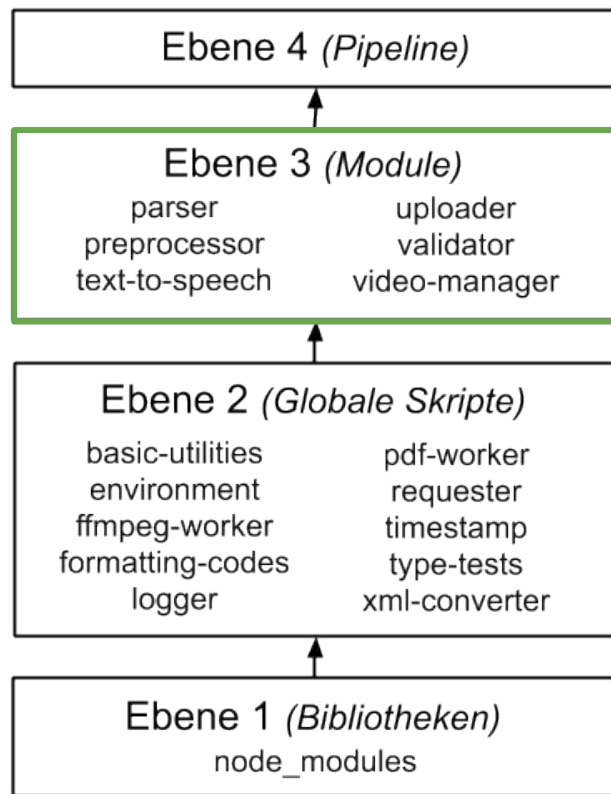 Ebene 4 (Pipeline)
Ebene 3 (Module)
parser
preprocessor
text-to-speech
uploader
validator
video-manager
Ebene 2 (Globale Skripte)
basic-utilities
environment
ffmpeg-worker
formatting-codes
logger
pdf-worker
requester
timestamp
type-tests
xml-converter
Ebene 1 (Bibliotheken)
node_modules